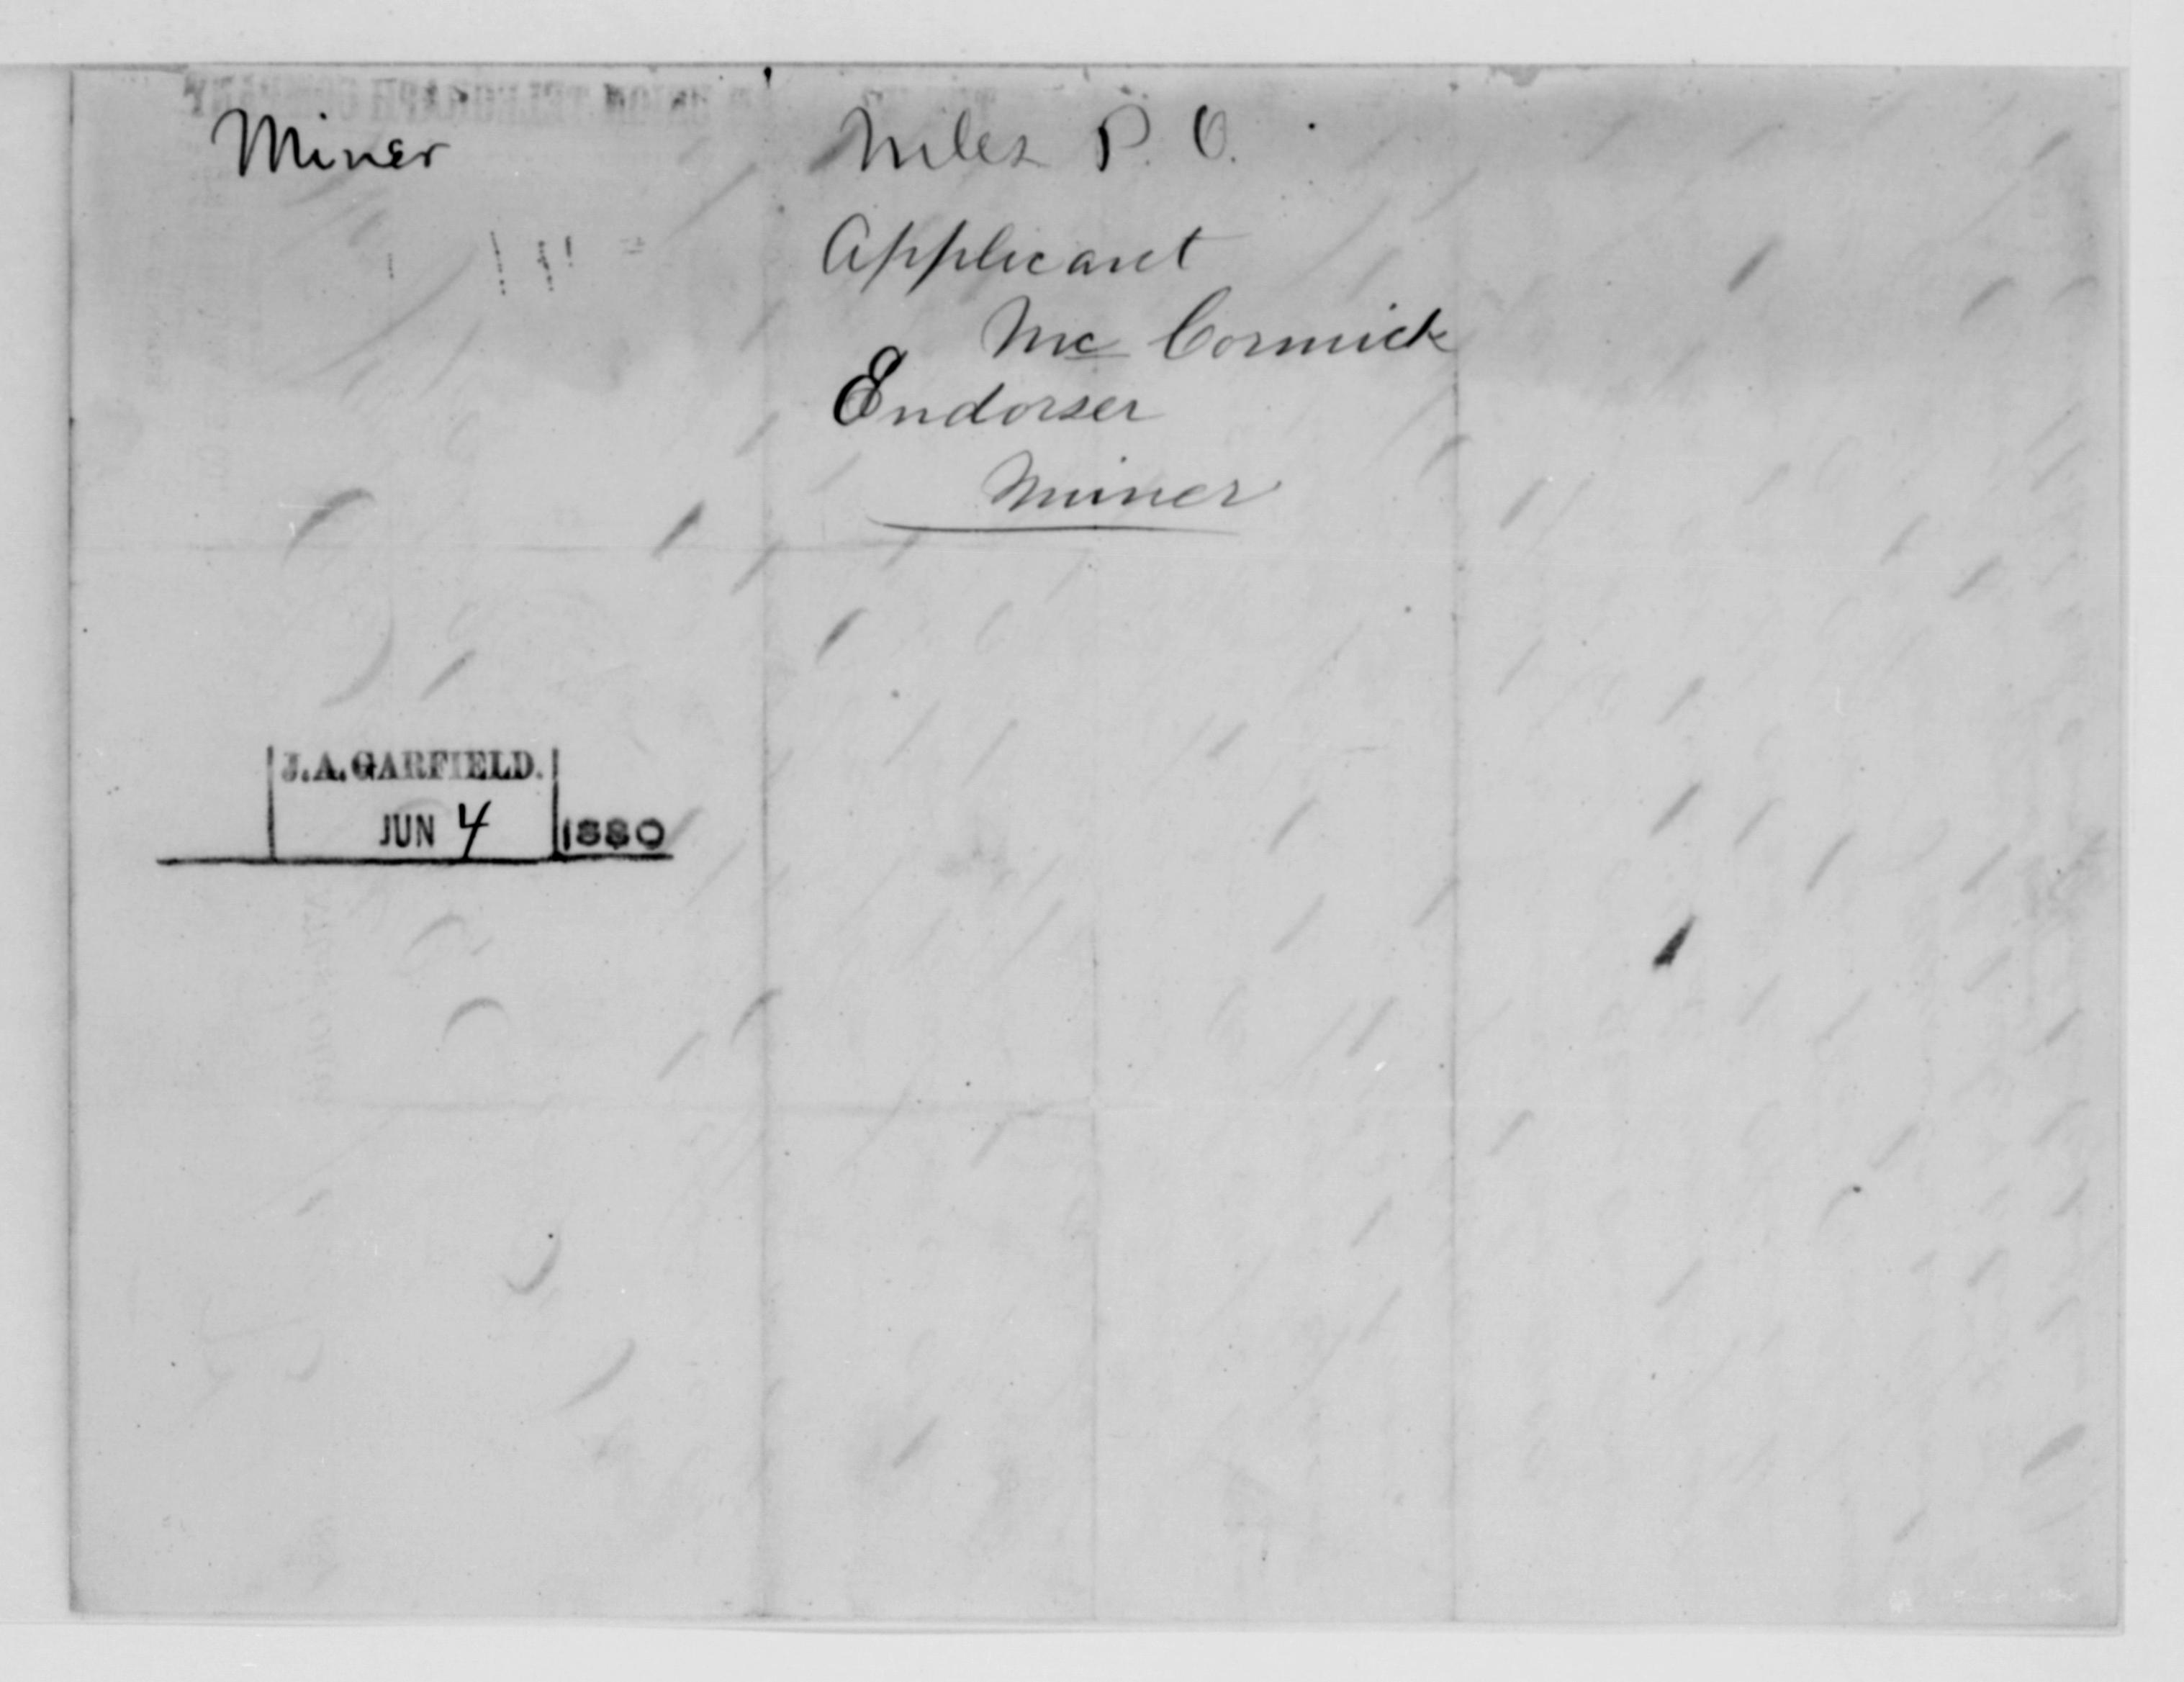 Miner
Niles P. O.
Applicant
Mc Cormick
Endorser
Miner
J.A.GARFIELD.
JUN 4 1880